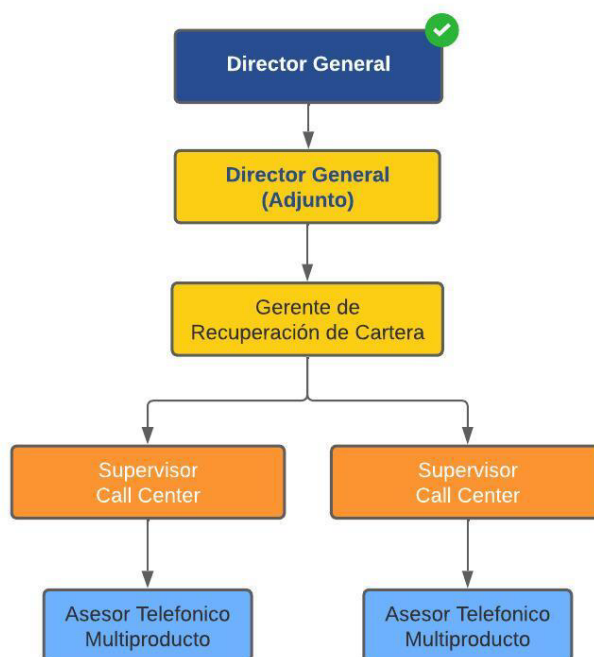 Director General
Director General
(Adjunto)
Gerente de
Recuperación de Cartera
Supervisor
Call Center
Supervisor
Call Center
Asesor Telefonico
Multiproducto
Asesor Telefonico
Multiproducto